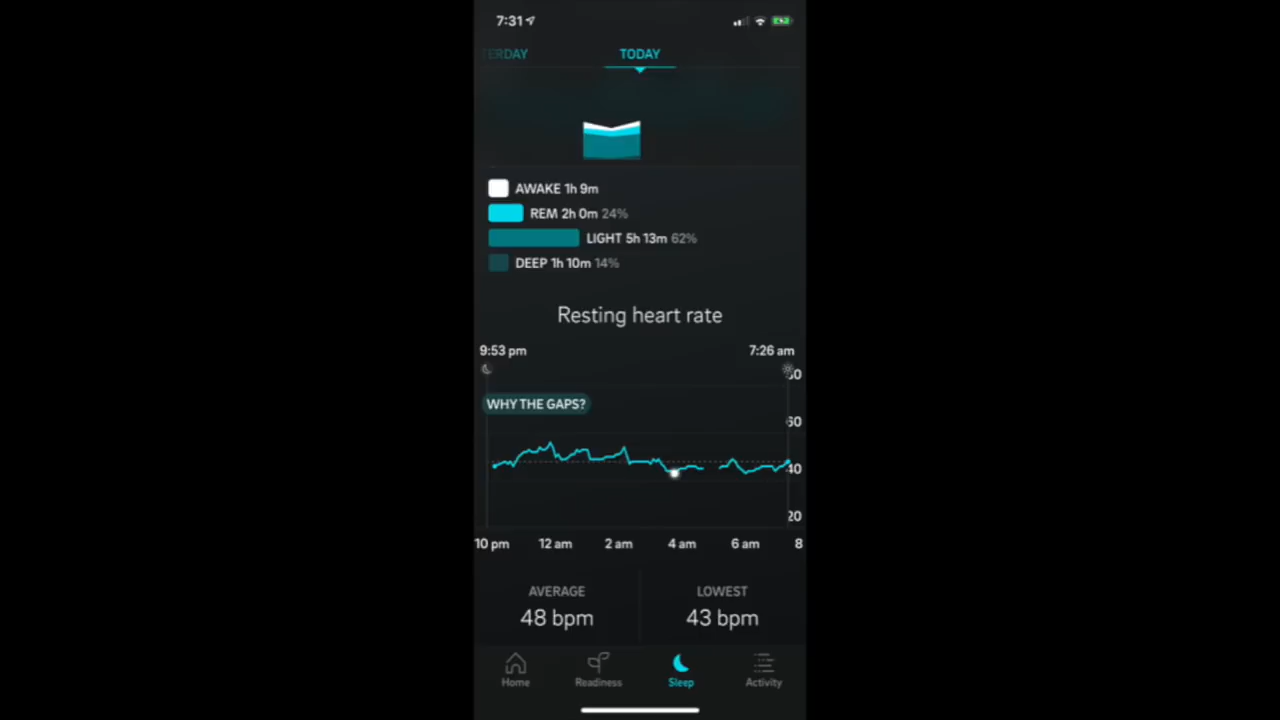 7:31
TERDAY
TODAY
AWAKE 1h 9m
REM 2h 0m 24%
LIGHT 5h 13m 62%
DEEP 1h 10m 14%
Resting heart rate
9:53 pm 7:26 am
WHY THE GAPS?
60
40
20
10 pm 12 am 2 am 4 am 6 am 8
AVERAGE LOWEST
48 bpm 43 bpm
Home Readiness Sleep Activity